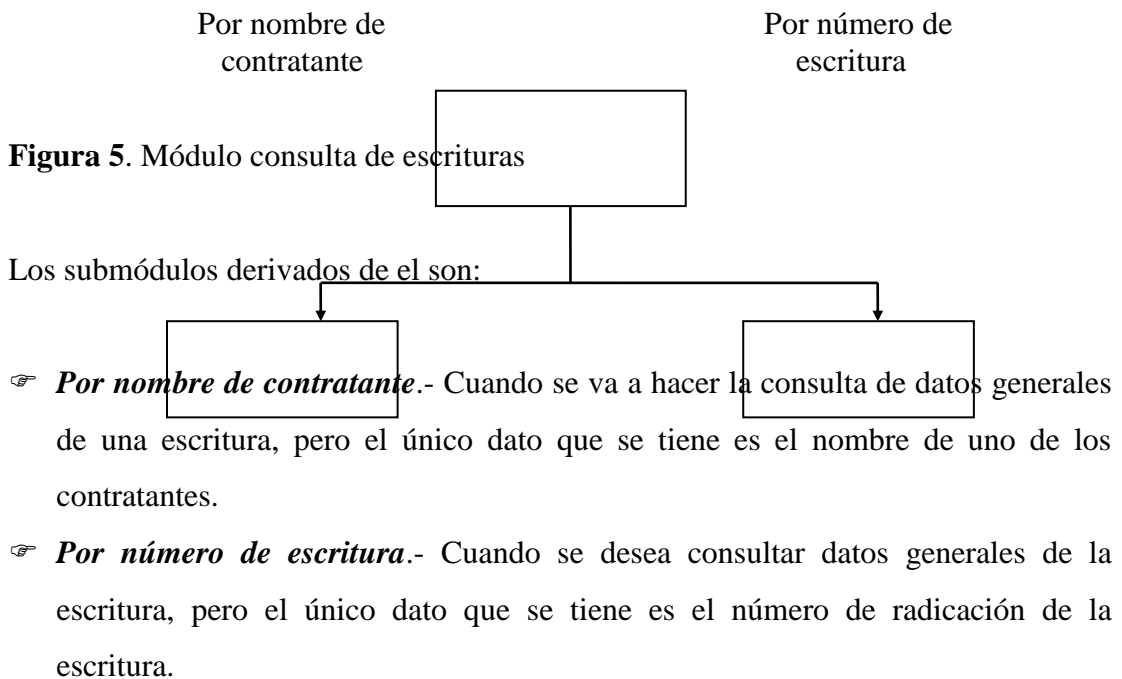 Por nombre de
contratante
Por número de
escritura
Figura 5. Módulo consulta de escrituras
Los submódulos derivados de el son:
☞ Por nombre de contratante.- Cuando se va a hacer la consulta de datos generales
de una escritura, pero el único dato que se tiene es el nombre de uno de los
contratantes.
☞ Por número de escritura.- Cuando se desea consultar datos generales de la
escritura, pero el único dato que se tiene es el número de radicación de la
escritura.